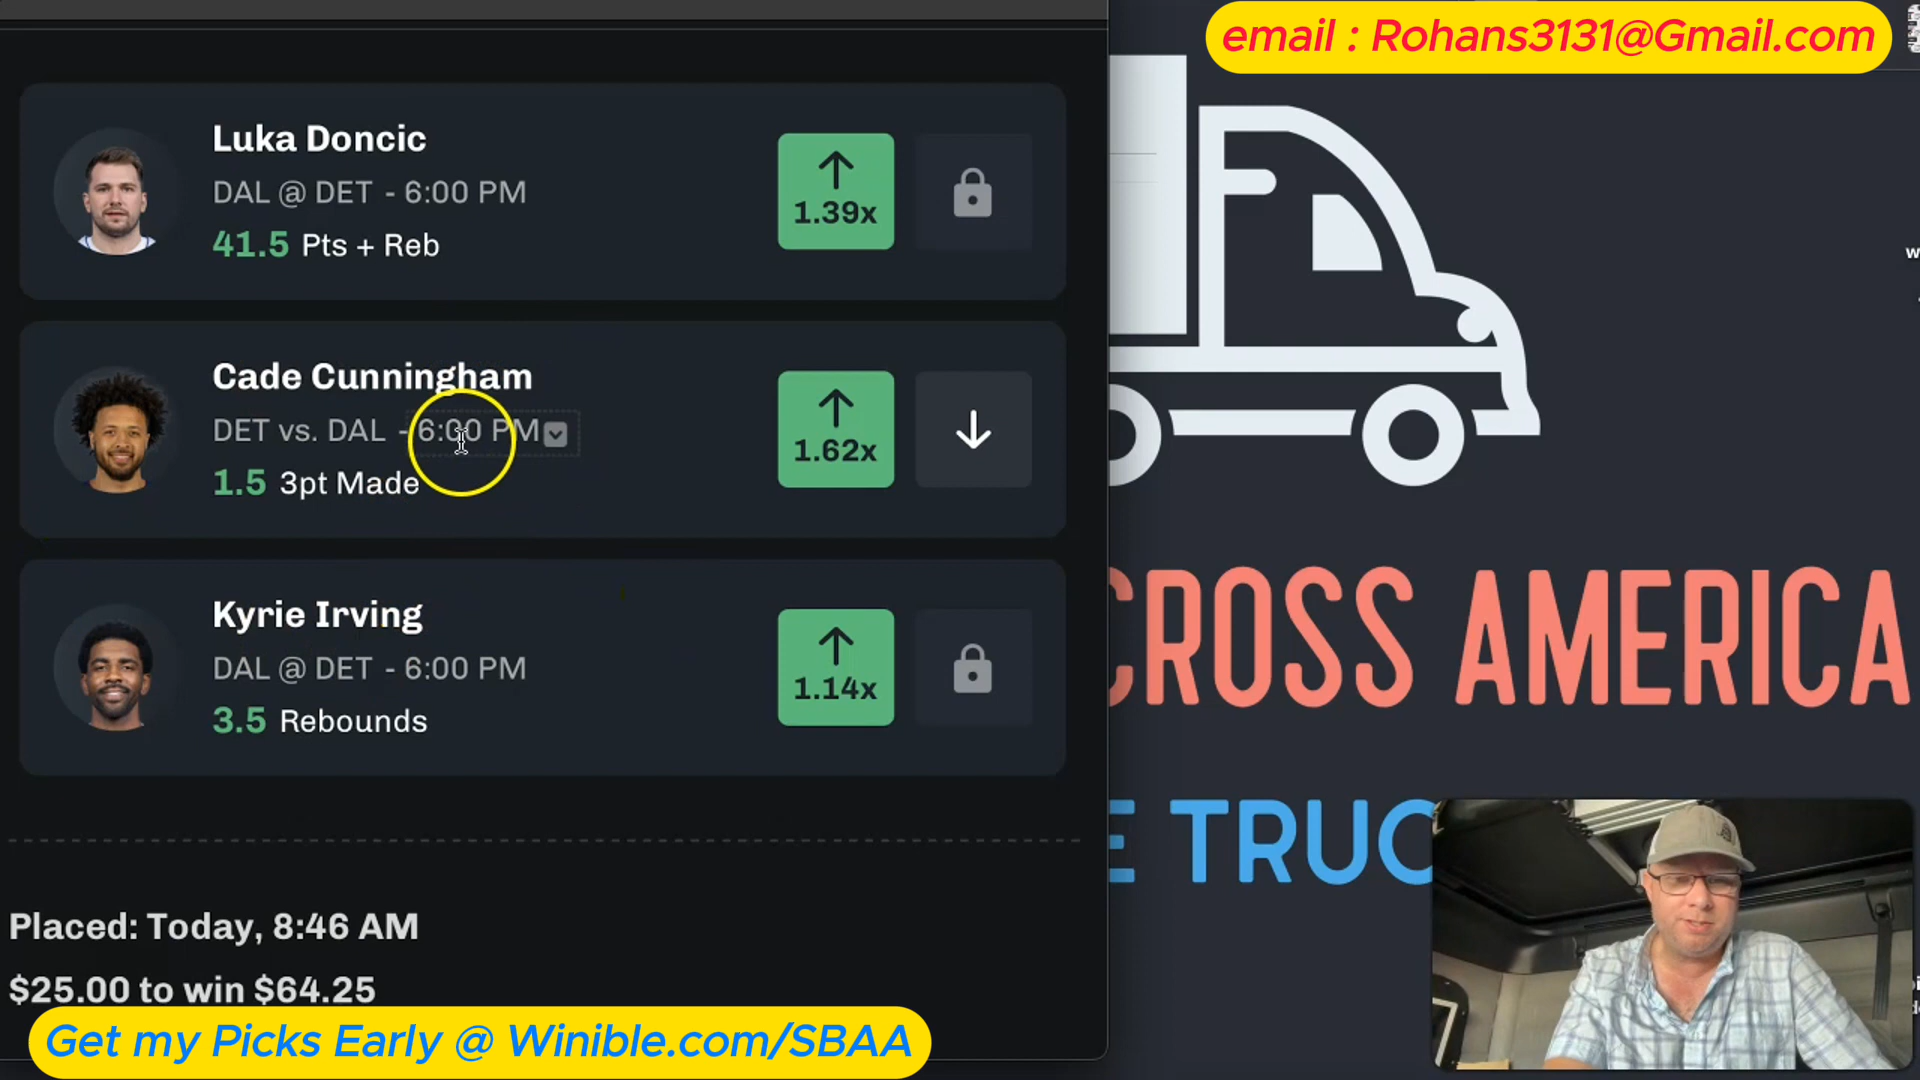 email : Rohans3131@Gmail.com
Luka Doncic
DAL @ DET - 6:00 PM
41.5 Pts + Reb
1.39x
Cade Cunningham
DET vs. DAL - 6:00 PM
1.5 3pt Made
1.62x
Kyrie Irving
DAL @ DET - 6:00 PM
3.5 Rebounds
1.14x
CROSS AMERICA
E TRUC
Placed: Today, 8:46 AM
$25.00 to win $64.25
Get my Picks Early @ Winible.com/SBAA